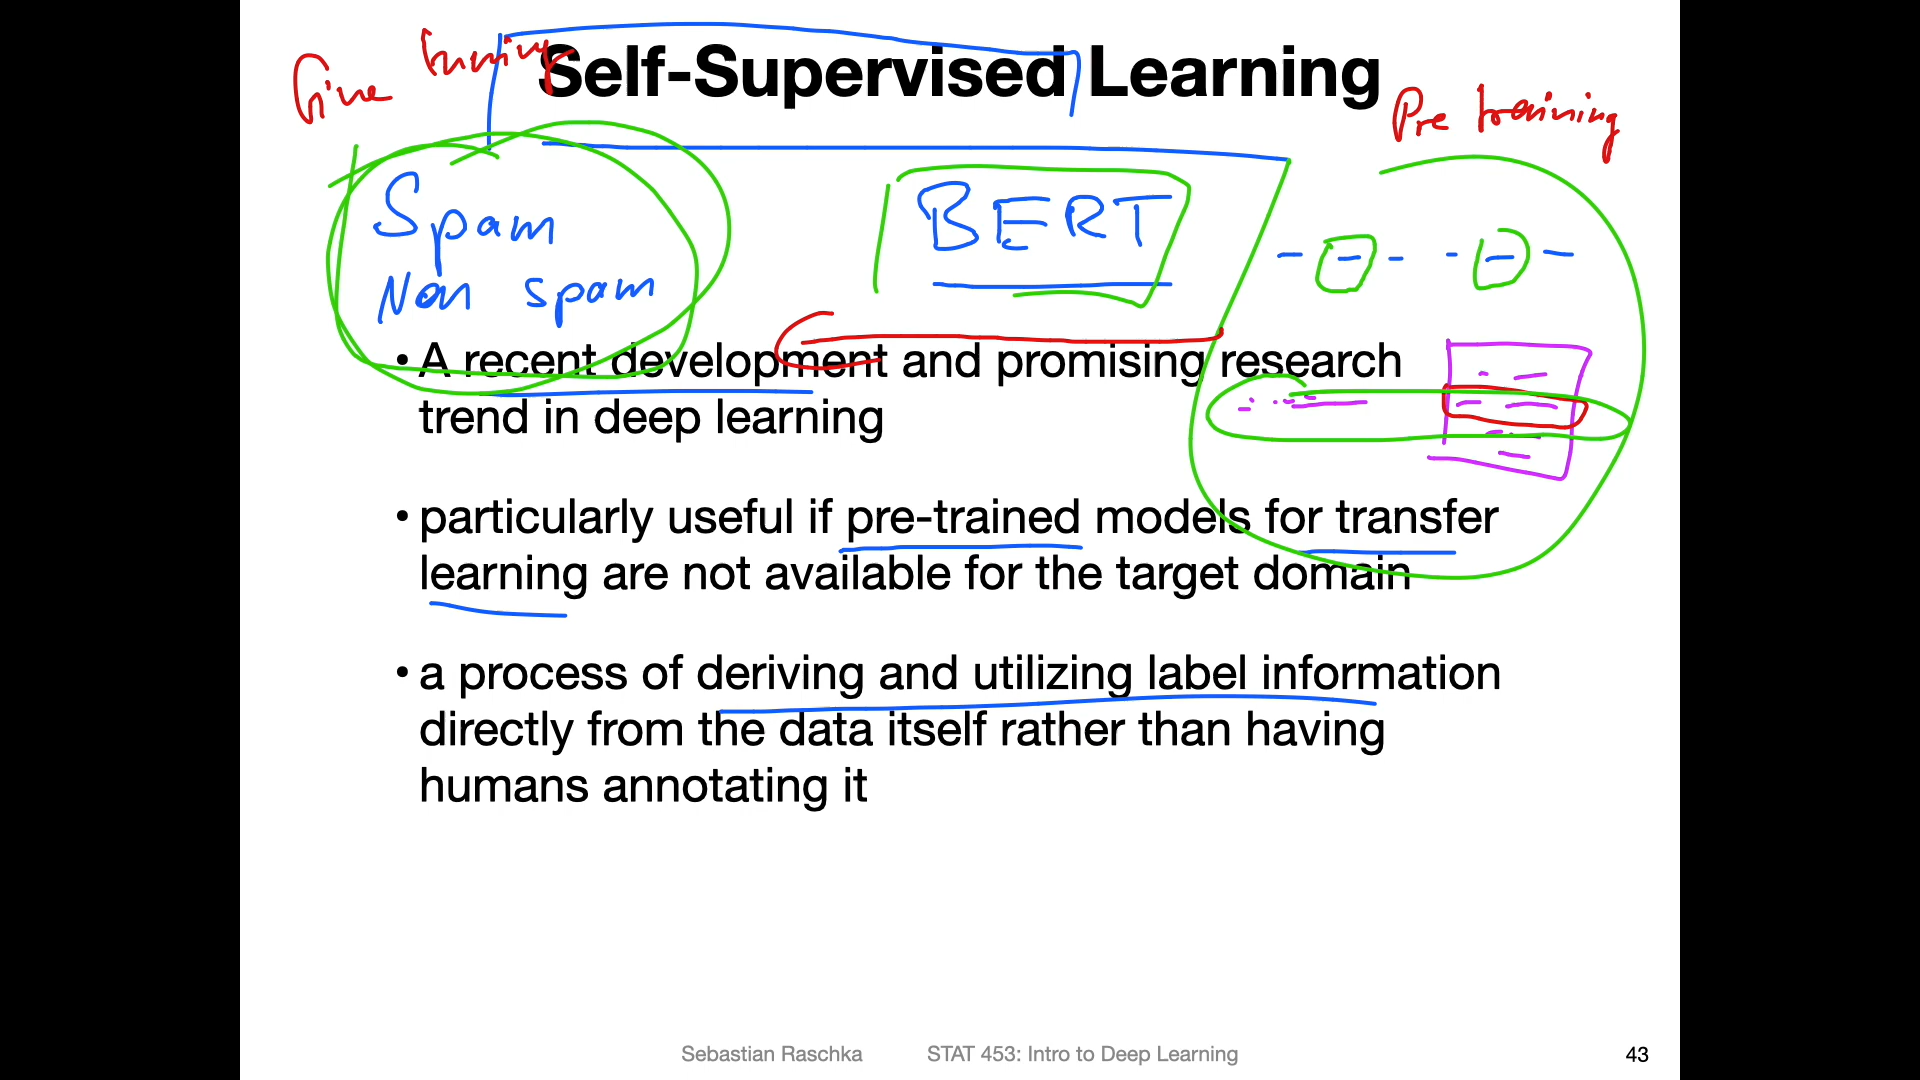 Fine tuning
Self-Supervised Learning
Pre training
Spam
Non spam
BERT
• A recent development and promising research
trend in deep learning
• particularly useful if pre-trained models for transfer
learning are not available for the target domain
• a process of deriving and utilizing label information
directly from the data itself rather than having
humans annotating it
Sebastian Raschka STAT 453: Intro to Deep Learning 43